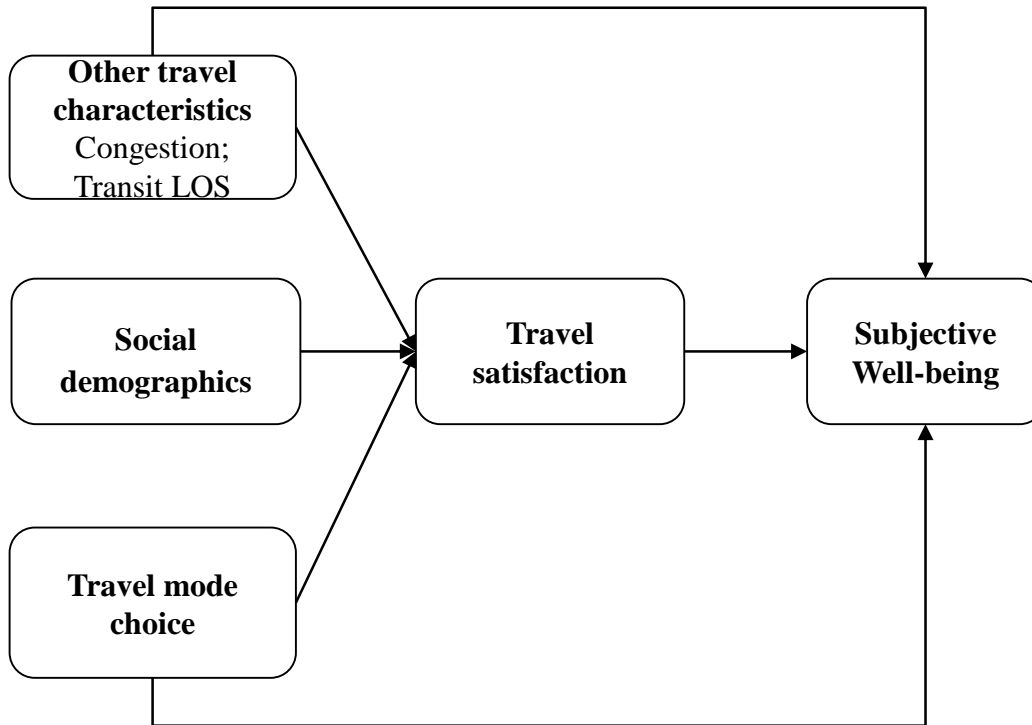 Other travel
characteristics
Congestion;
Transit LOS
Social
demographics
Travel
satisfaction
Subjective
Well-being
Travel mode
choice